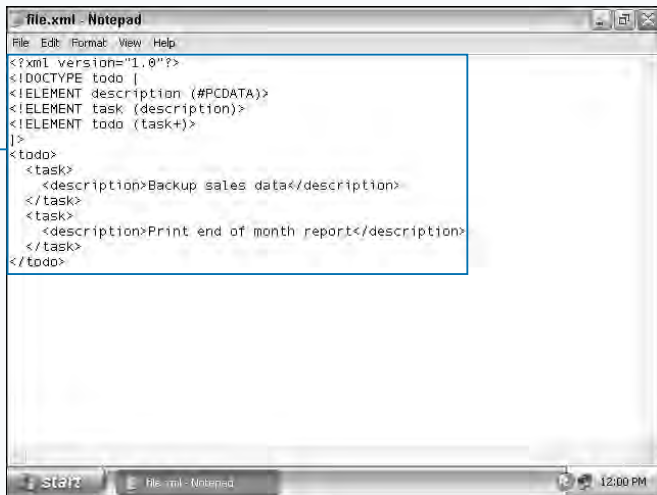 file.xml - Notepad
File Edit Format View Help
<?xml version="1.0"?>
<!DOCTYPE todo [
<!ELEMENT description (#PCDATA)>
<!ELEMENT task (description)>
<!ELEMENT todo (task+)>
]>
<todo>
  <task>
    <description>Backup sales data</description>
  </task>
  <task>
    <description>Print end of month report</description>
  </task>
</todo>
start file.xml - Notepad 12:00 PM